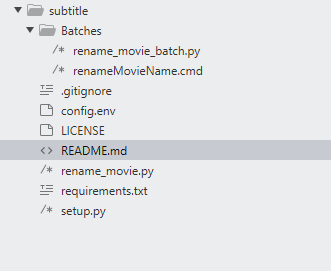 subtitle
Batches
rename_movie_batch.py
renameMovieName.cmd
.gitignore
config.env
LICENSE
README.md
rename_movie.py
requirements.txt
setup.py